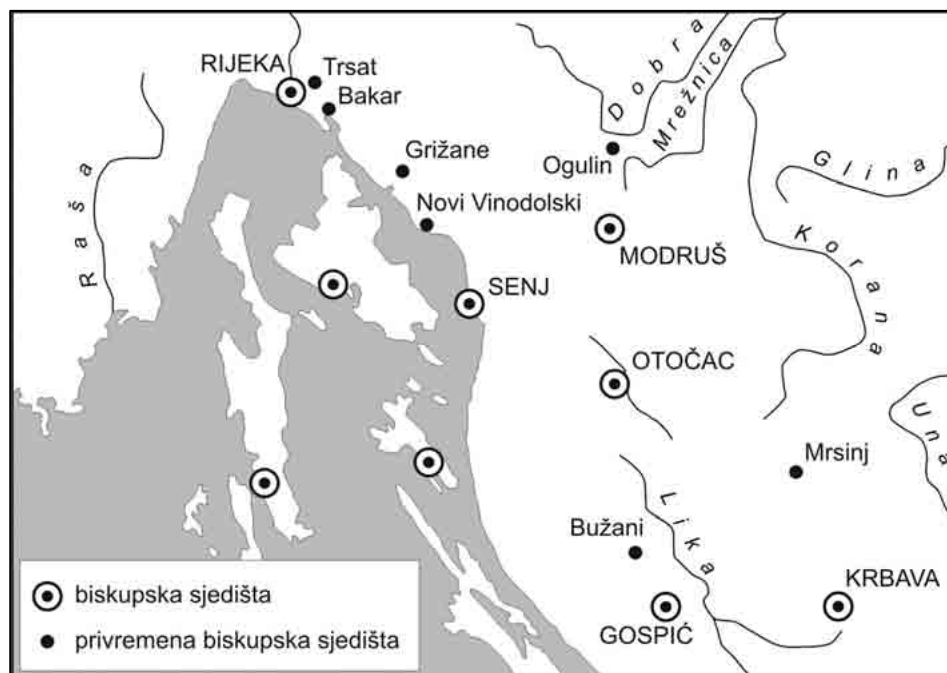 RIJEKA
Trsat
Bakar
Dobra
Mrežnica
Ogulin
Glina
Grižane
Raša
Novi Vinodolski
MODRUŠ
Korana
SENJ
OTOČAC
Una
Mrsinj
Lika
Bužani
KRBAVA
GOSPIĆ
biskupska sjedišta
privremena biskupska sjedišta